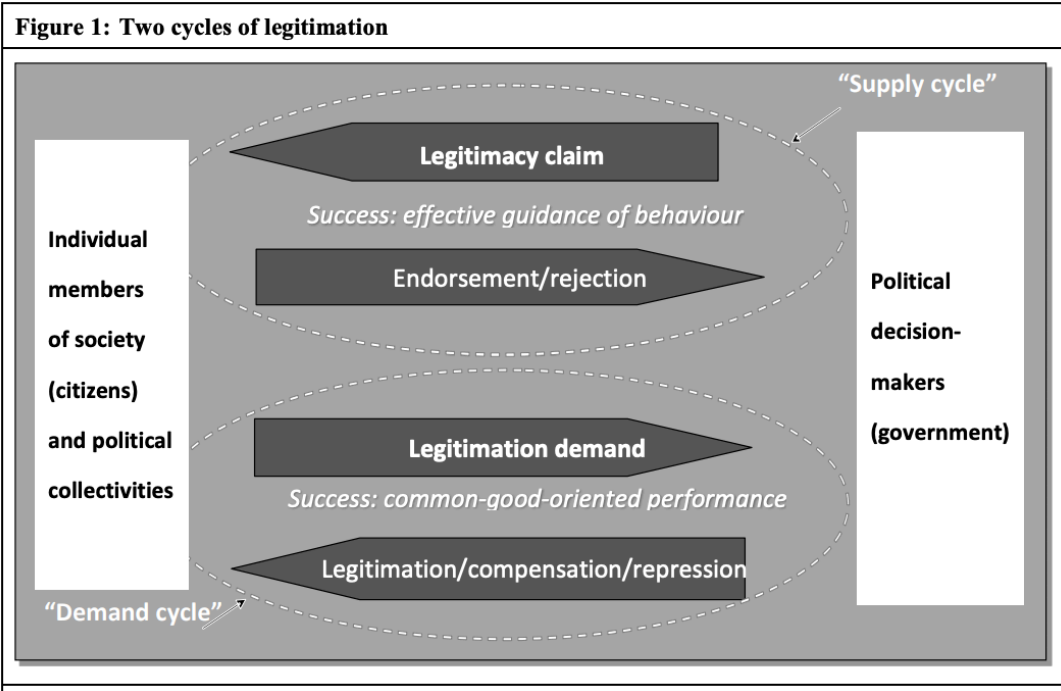 Figure 1: Two cycles of legitimation
“Supply cycle”
Legitimacy claim
Success: effective guidance of behaviour
Endorsement/rejection
Individual
members
of society
(citizens)
and political
collectivities
Political
decision-
makers
(government)
Legitimation demand
Success: common-good-oriented performance
Legitimation/compensation/repression
“Demand cycle”